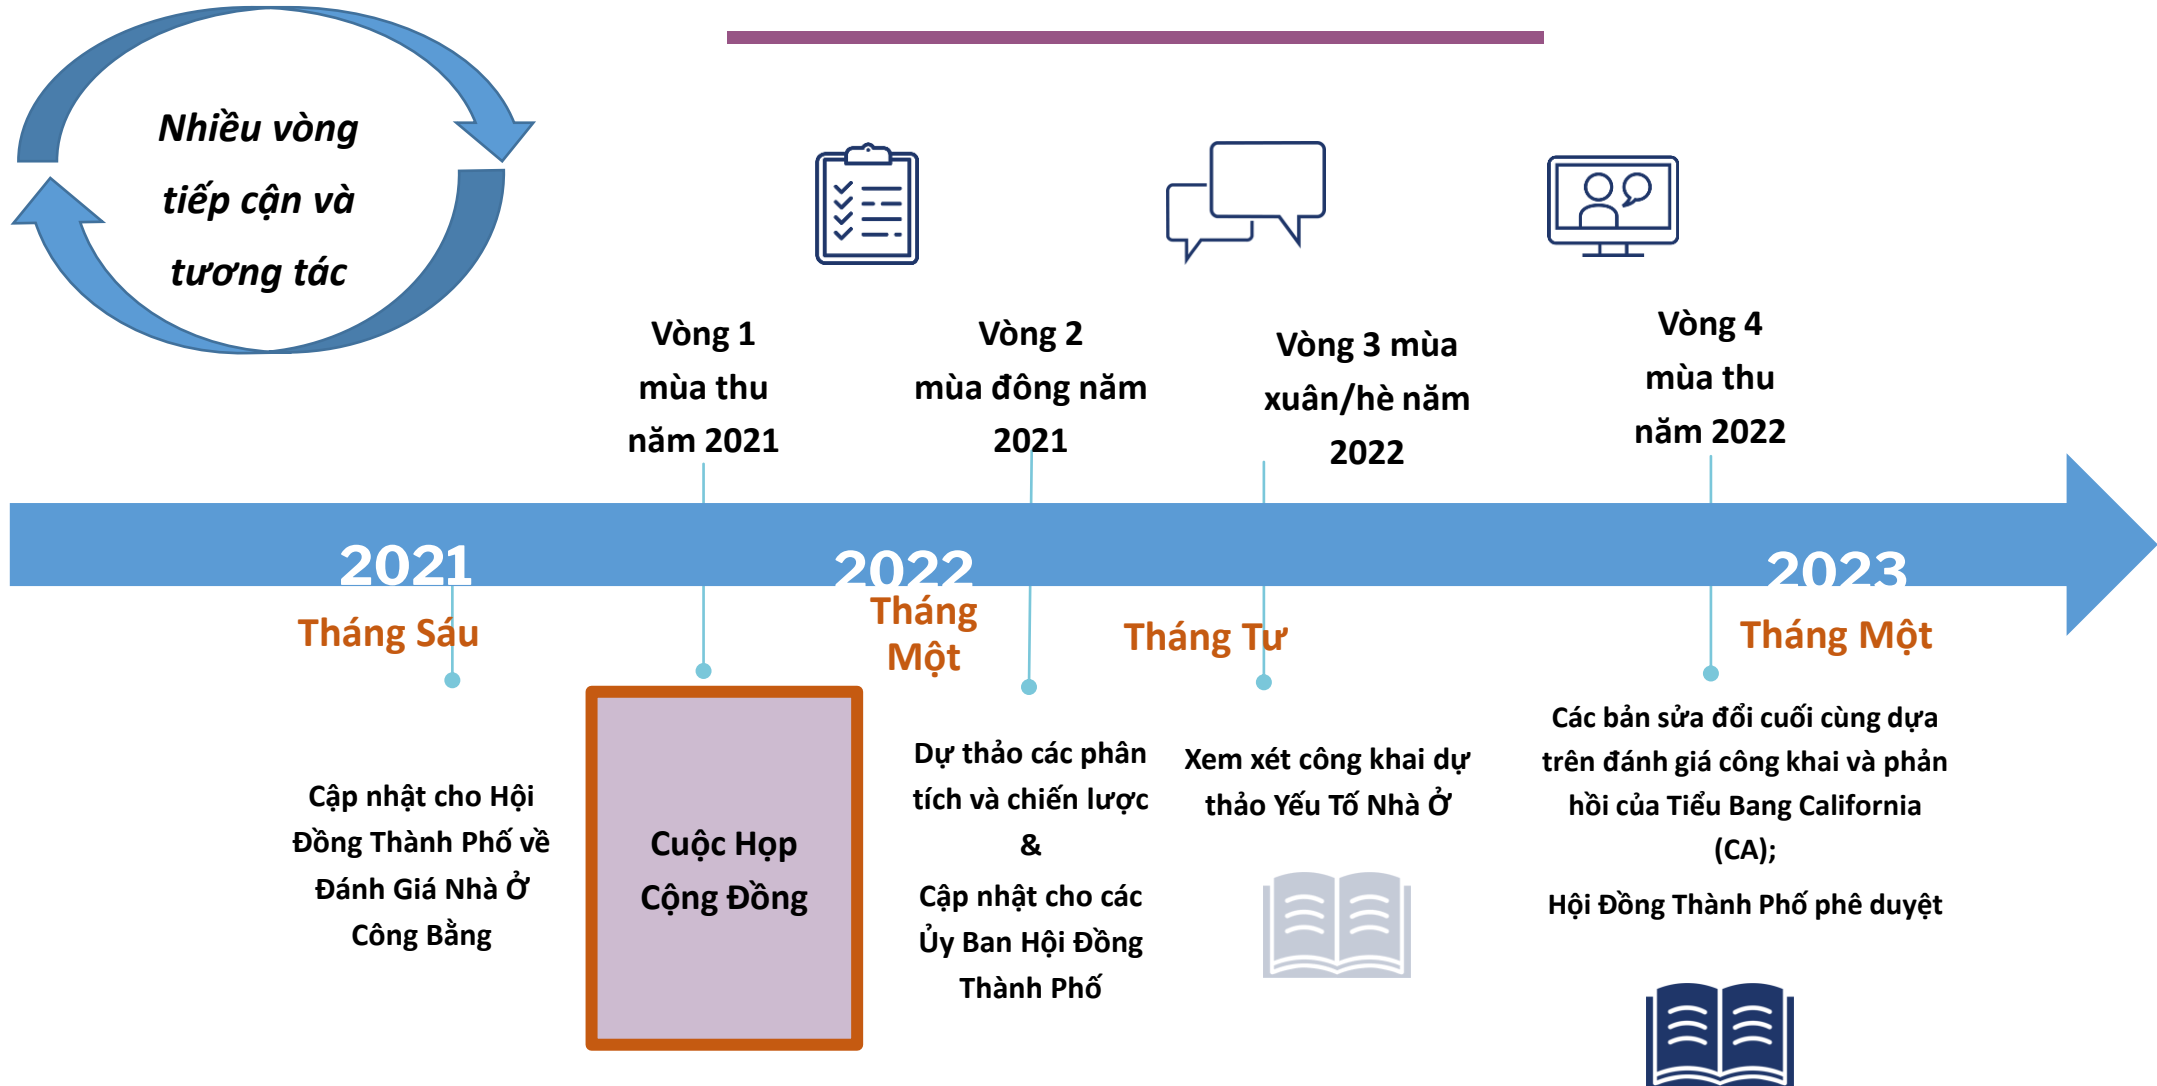 Nhiều vòng
tiếp cận và
tương tác
Vòng 1
mùa thu
năm 2021
Vòng 2
mùa đông năm
2021
Vòng 3 mùa
xuân/hè năm
2022
Vòng 4
mùa thu
năm 2022
2021
2022
2023
Tháng Sáu
Tháng
Một
Tháng Tư
Tháng Một
Cập nhật cho Hội
Đồng Thành Phố về
Đánh Giá Nhà Ở
Công Bằng
Cuộc Họp
Cộng Đồng
Dự thảo các phân
tích và chiến lược
&
Cập nhật cho các
Ủy Ban Hội Đồng
Thành Phố
Xem xét công khai dự
thảo Yếu Tố Nhà Ở
Các bản sửa đổi cuối cùng dựa
trên đánh giá công khai và phản
hồi của Tiểu Bang California
(CA);
Hội Đồng Thành Phố phê duyệt